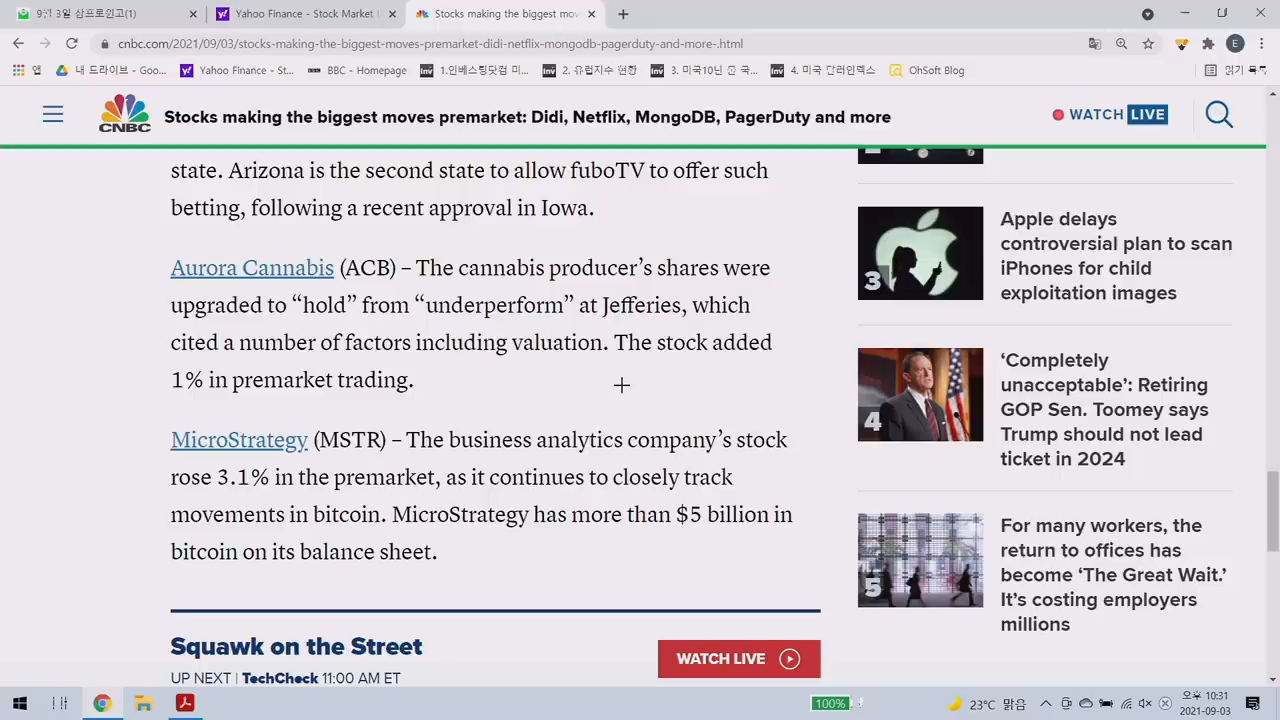 9월 3일 삼프로인고(1)
Yahoo Finance - Stock Market
Stocks making the biggest mov
cnbc.com/2021/09/03/stocks-making-the-biggest-moves-premarket-didi-netflix-mongodb-pagerduty-and-more-.html
E
앱
내 드라이브 - Goo...
Yahoo Finance - St...
BBC - Homepage
1.인베스팅닷컴 미...
2. 유럽지수 현황
3. 미국10년 존 국...
4. 미국 달러인덱스
OhSoft Blog
읽기 목록
CNBC
Stocks making the biggest moves premarket: Didi, Netflix, MongoDB, PagerDuty and more
WATCH LIVE
state. Arizona is the second state to allow fuboTV to offer such
betting, following a recent approval in Iowa.
Aurora Cannabis (ACB) – The cannabis producer’s shares were
upgraded to “hold” from “underperform” at Jefferies, which
cited a number of factors including valuation. The stock added
1% in premarket trading.
MicroStrategy (MSTR) – The business analytics company’s stock
rose 3.1% in the premarket, as it continues to closely track
movements in bitcoin. MicroStrategy has more than $5 billion in
bitcoin on its balance sheet.
Squawk on the Street
UP NEXT | TechCheck 11:00 AM ET
WATCH LIVE
3
Apple delays
controversial plan to scan
iPhones for child
exploitation images
4
‘Completely
unacceptable’: Retiring
GOP Sen. Toomey says
Trump should not lead
ticket in 2024
5
For many workers, the
return to offices has
become ‘The Great Wait.’
It’s costing employers
millions
100%
23°C 맑음
오후 10:31
2021-09-03